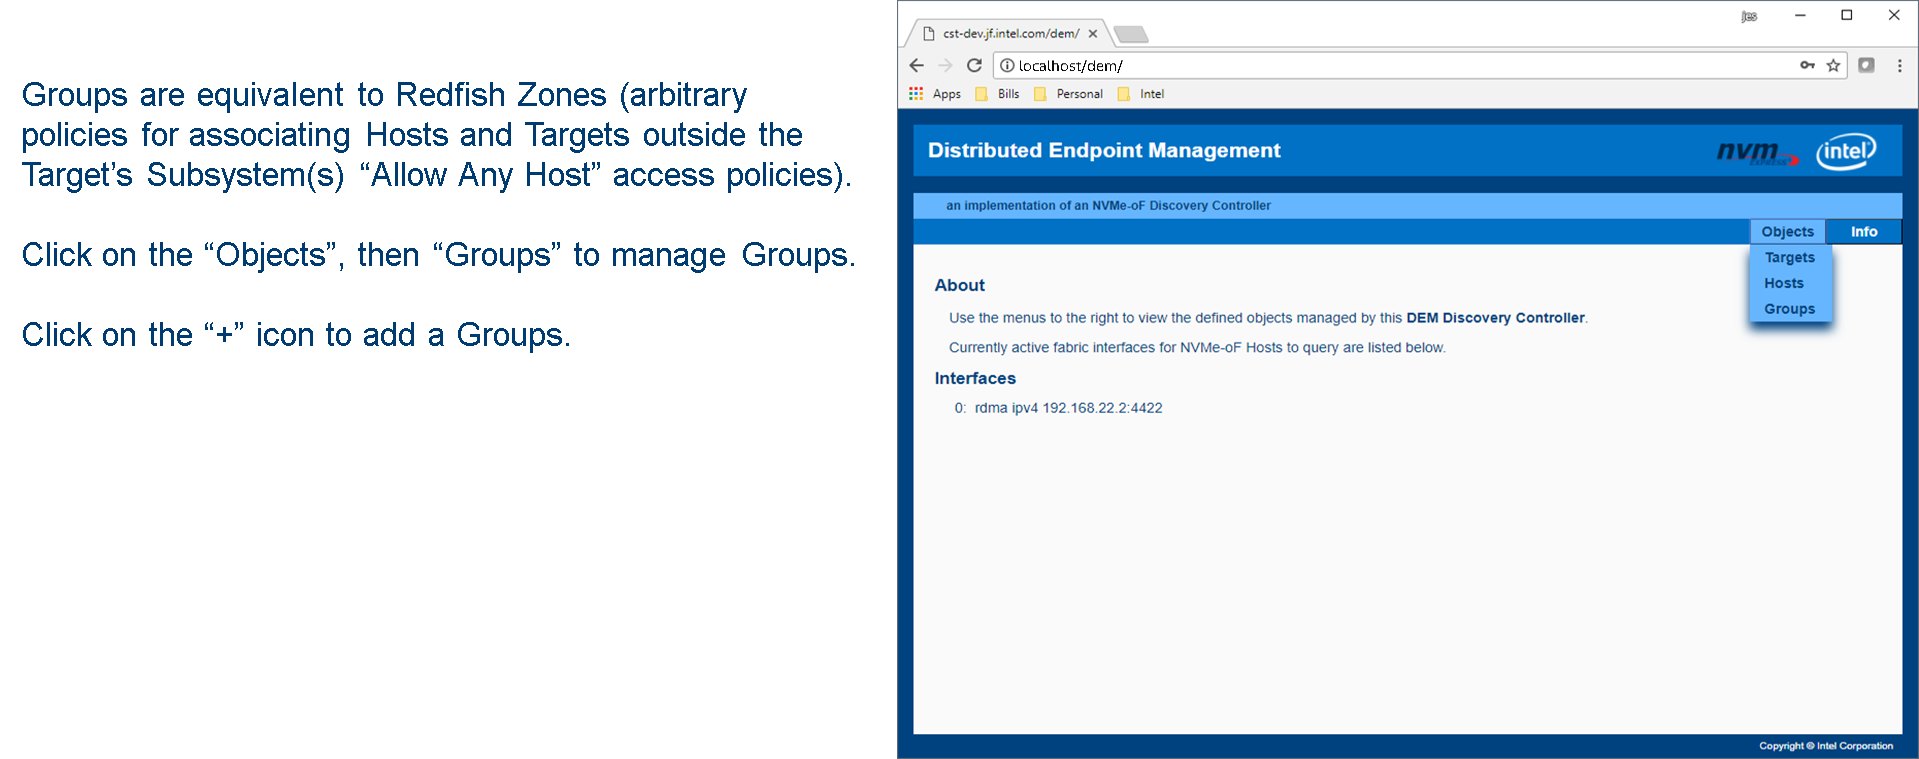 Groups are equivalent to Redfish Zones (arbitrary
policies for associating Hosts and Targets outside the
Target’s Subsystem(s) “Allow Any Host” access policies).
Click on the “Objects”, then “Groups” to manage Groups.
Click on the “+” icon to add a Groups.
jes
cst-dev.jf.intel.com/dem/
localhost/dem/
Apps Bills Personal Intel
Distributed Endpoint Management
nvm EXPRESS intel
an implementation of an NVMe-oF Discovery Controller
Objects Info
Targets
Hosts
Groups
About
Use the menus to the right to view the defined objects managed by this DEM Discovery Controller.
Currently active fabric interfaces for NVMe-oF Hosts to query are listed below.
Interfaces
0: rdma ipv4 192.168.22.2:4422
Copyright © Intel Corporation